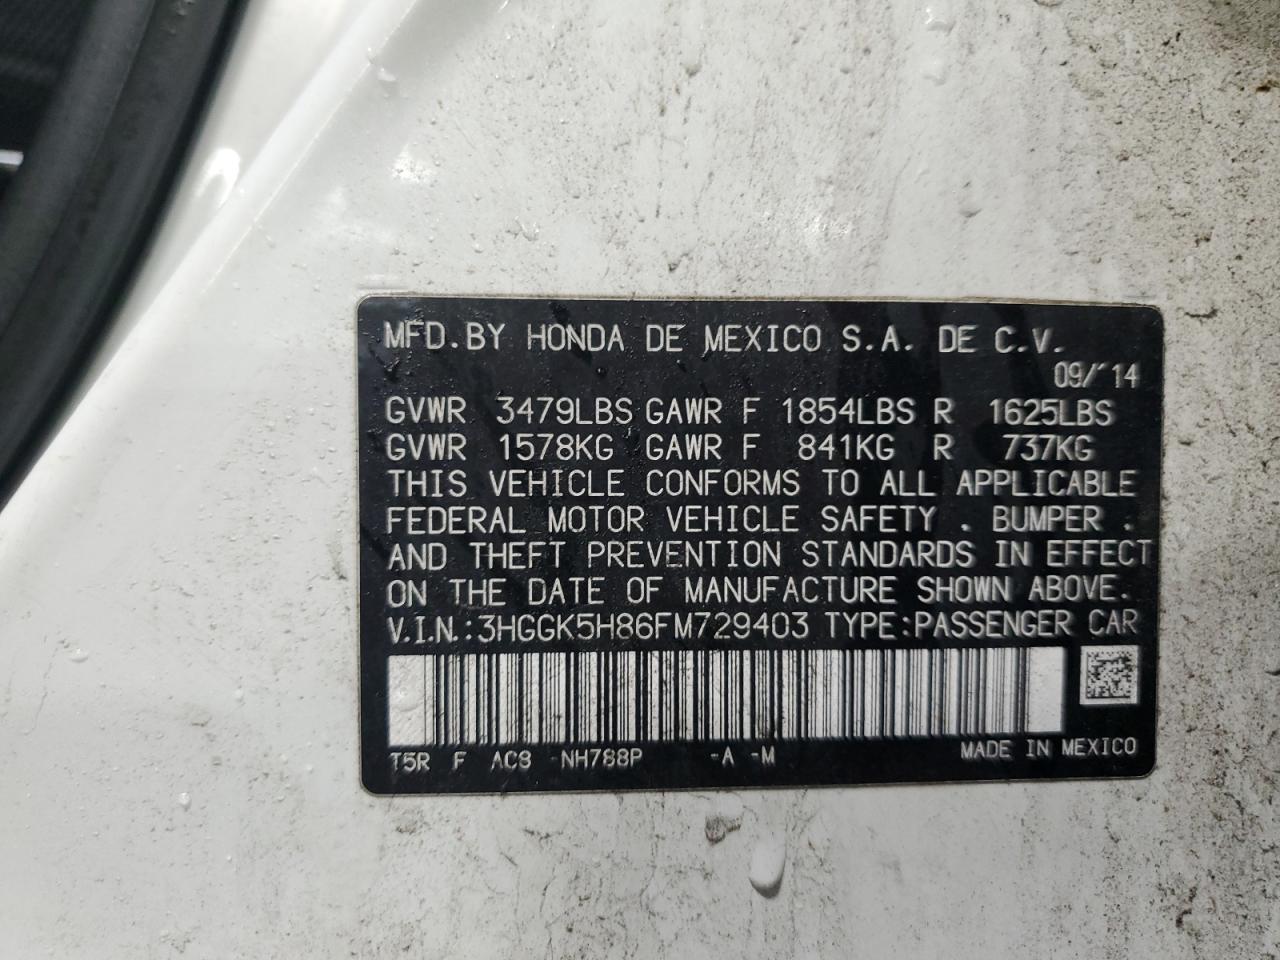 MFD.BY HONDA DE MEXICO S.A. DE C.V.
09/'14
GVWR 3479LBS GAWR F 1854LBS R 1625LBS
GVWR 1578KG GAWR F 841KG R 737KG
THIS VEHICLE CONFORMS TO ALL APPLICABLE
FEDERAL MOTOR VEHICLE SAFETY , BUMPER ,
AND THEFT PREVENTION STANDARDS IN EFFECT
ON THE DATE OF MANUFACTURE SHOWN ABOVE.
V.I.N.:3HGGK5H86FM729403 TYPE:PASSENGER CAR
T5R F AC8 -NH788P -A -M MADE IN MEXICO